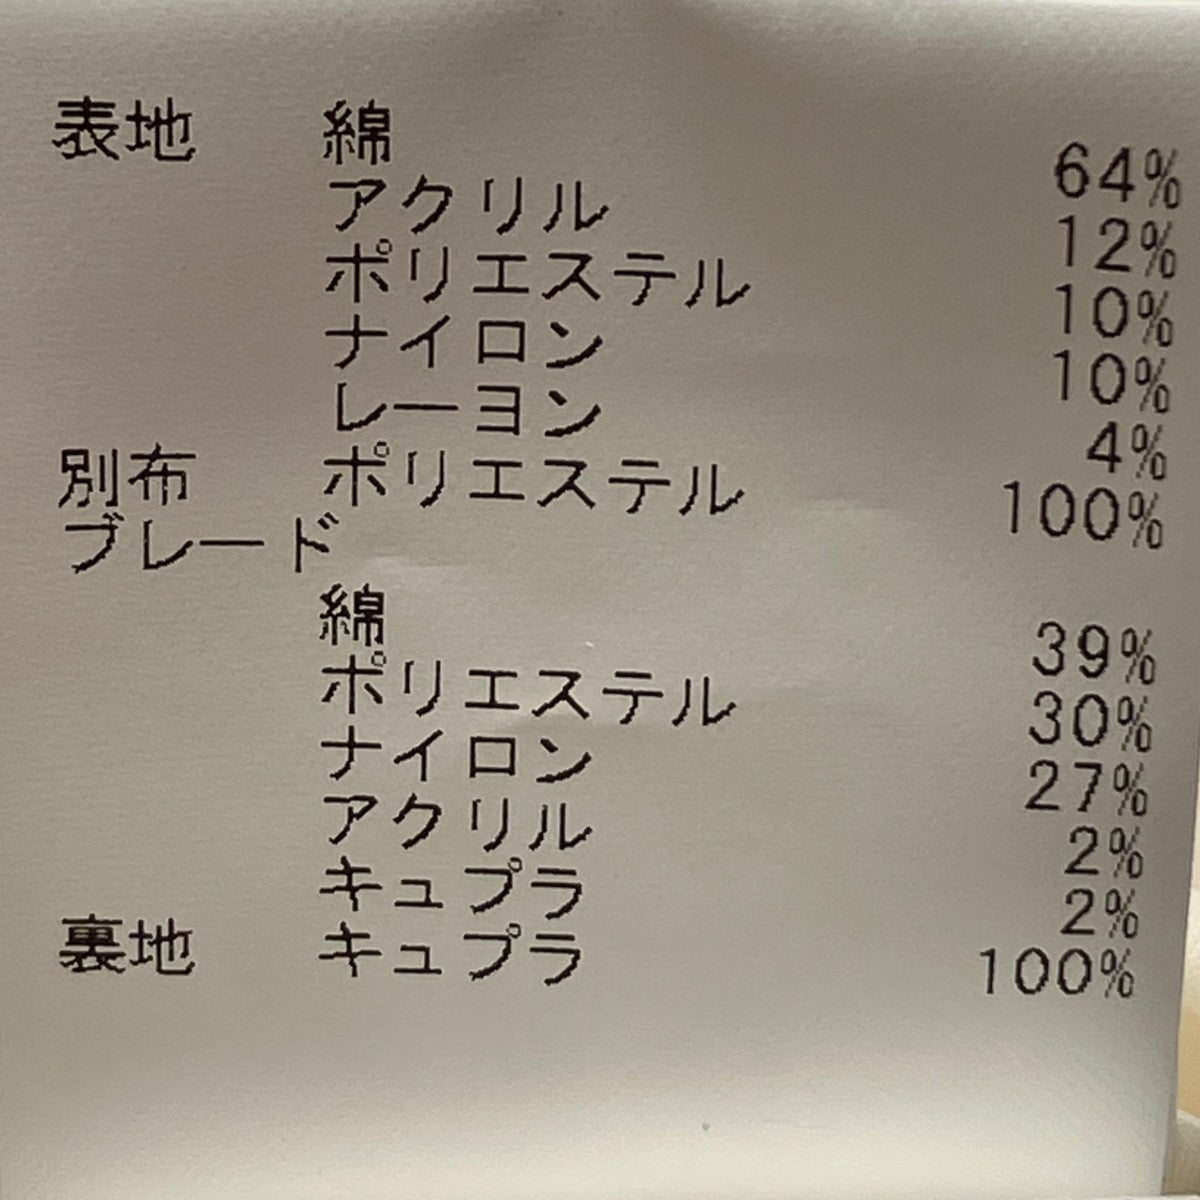 表地 綿 64%
アクリル 12%
ポリエステル 10%
ナイロン 10%
レーヨン 4%
別布 ポリエステル 100%
ブレード
綿 39%
ポリエステル 30%
ナイロン 27%
アクリル 2%
キュプラ 2%
裏地 キュプラ 100%